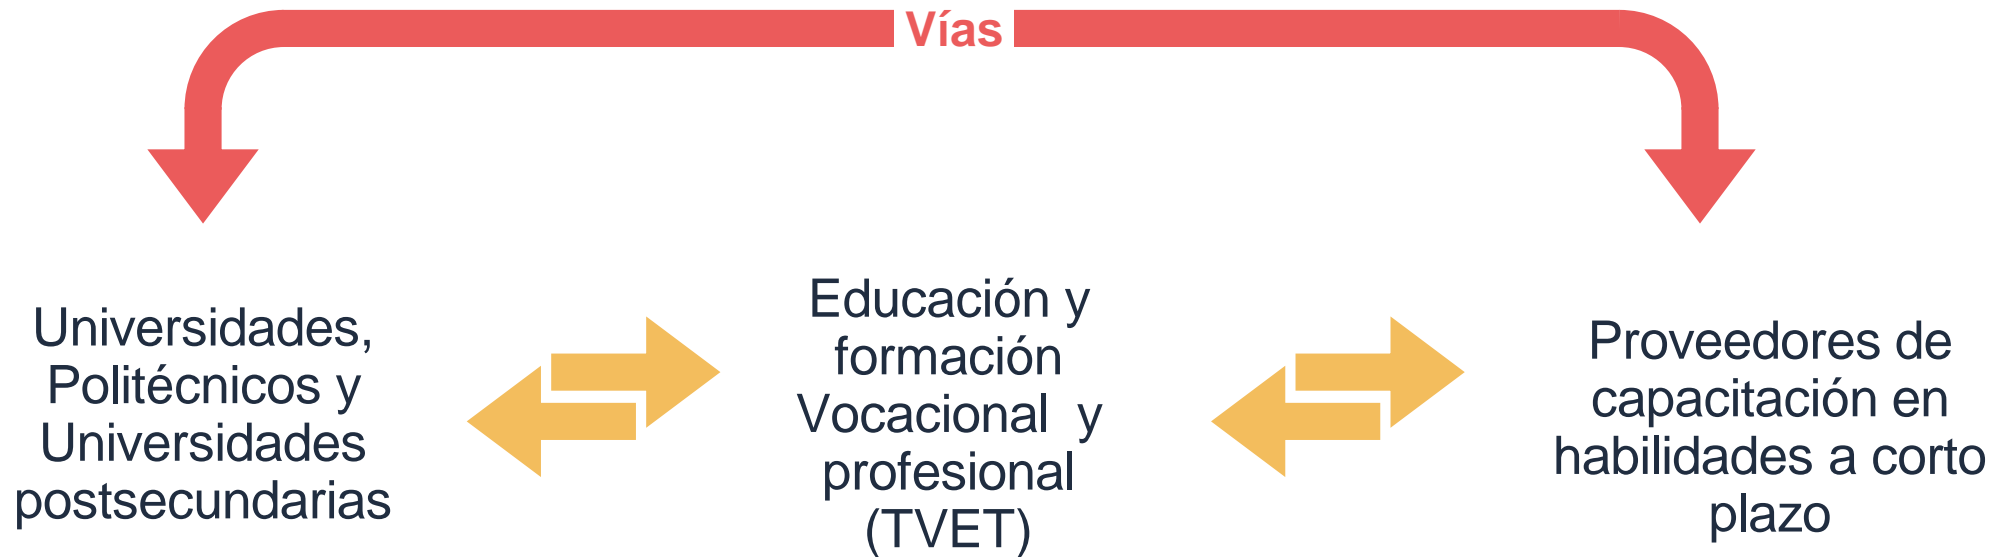 Vías
Universidades,
Politécnicos y
Universidades
postsecundarias
Educación y
formación
Vocacional  y
profesional
(TVET)
Proveedores de
capacitación en
habilidades a corto
plazo